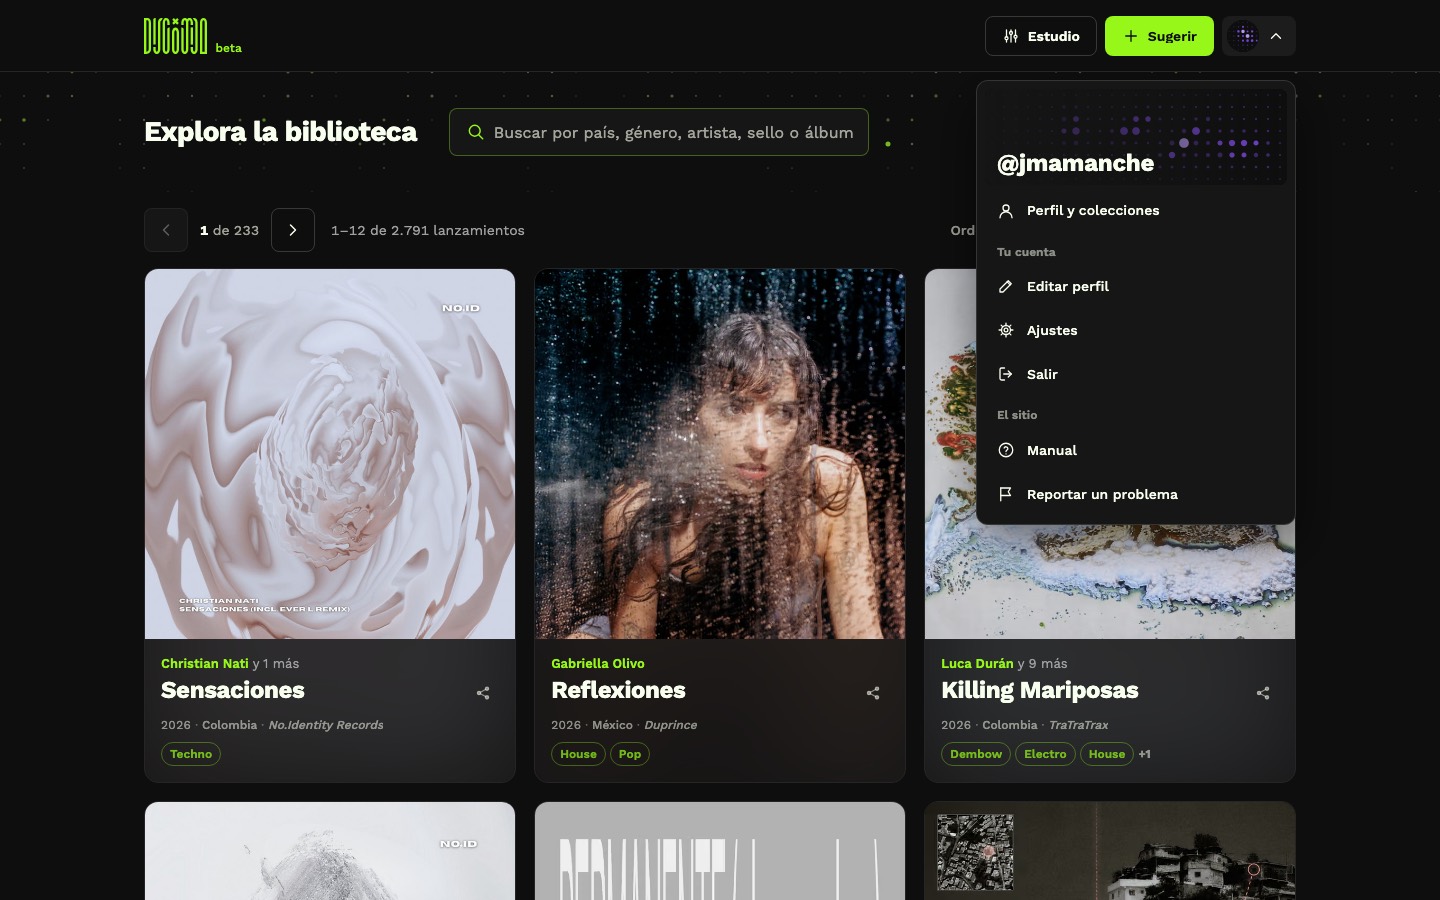 beta
Estudio
Sugerir
Explora la biblioteca
Buscar por país, género, artista, sello o álbum
@jmamanche
Perfil y colecciones
Tu cuenta
Editar perfil
Ajustes
Salir
El sitio
Manual
Reportar un problema
1 de 233
1–12 de 2.791 lanzamientos
Ord
NO.ID
CHRISTIAN NATI
SENSACIONES (INCL. EVER L REMIX)
Christian Nati y 1 más
Sensaciones
2026 · Colombia · No.Identity Records
Techno
Gabriella Olivo
Reflexiones
2026 · México · Duprince
House Pop
Luca Durán y 9 más
Killing Mariposas
2026 · Colombia · TraTraTrax
Dembow Electro House +1
NO.ID